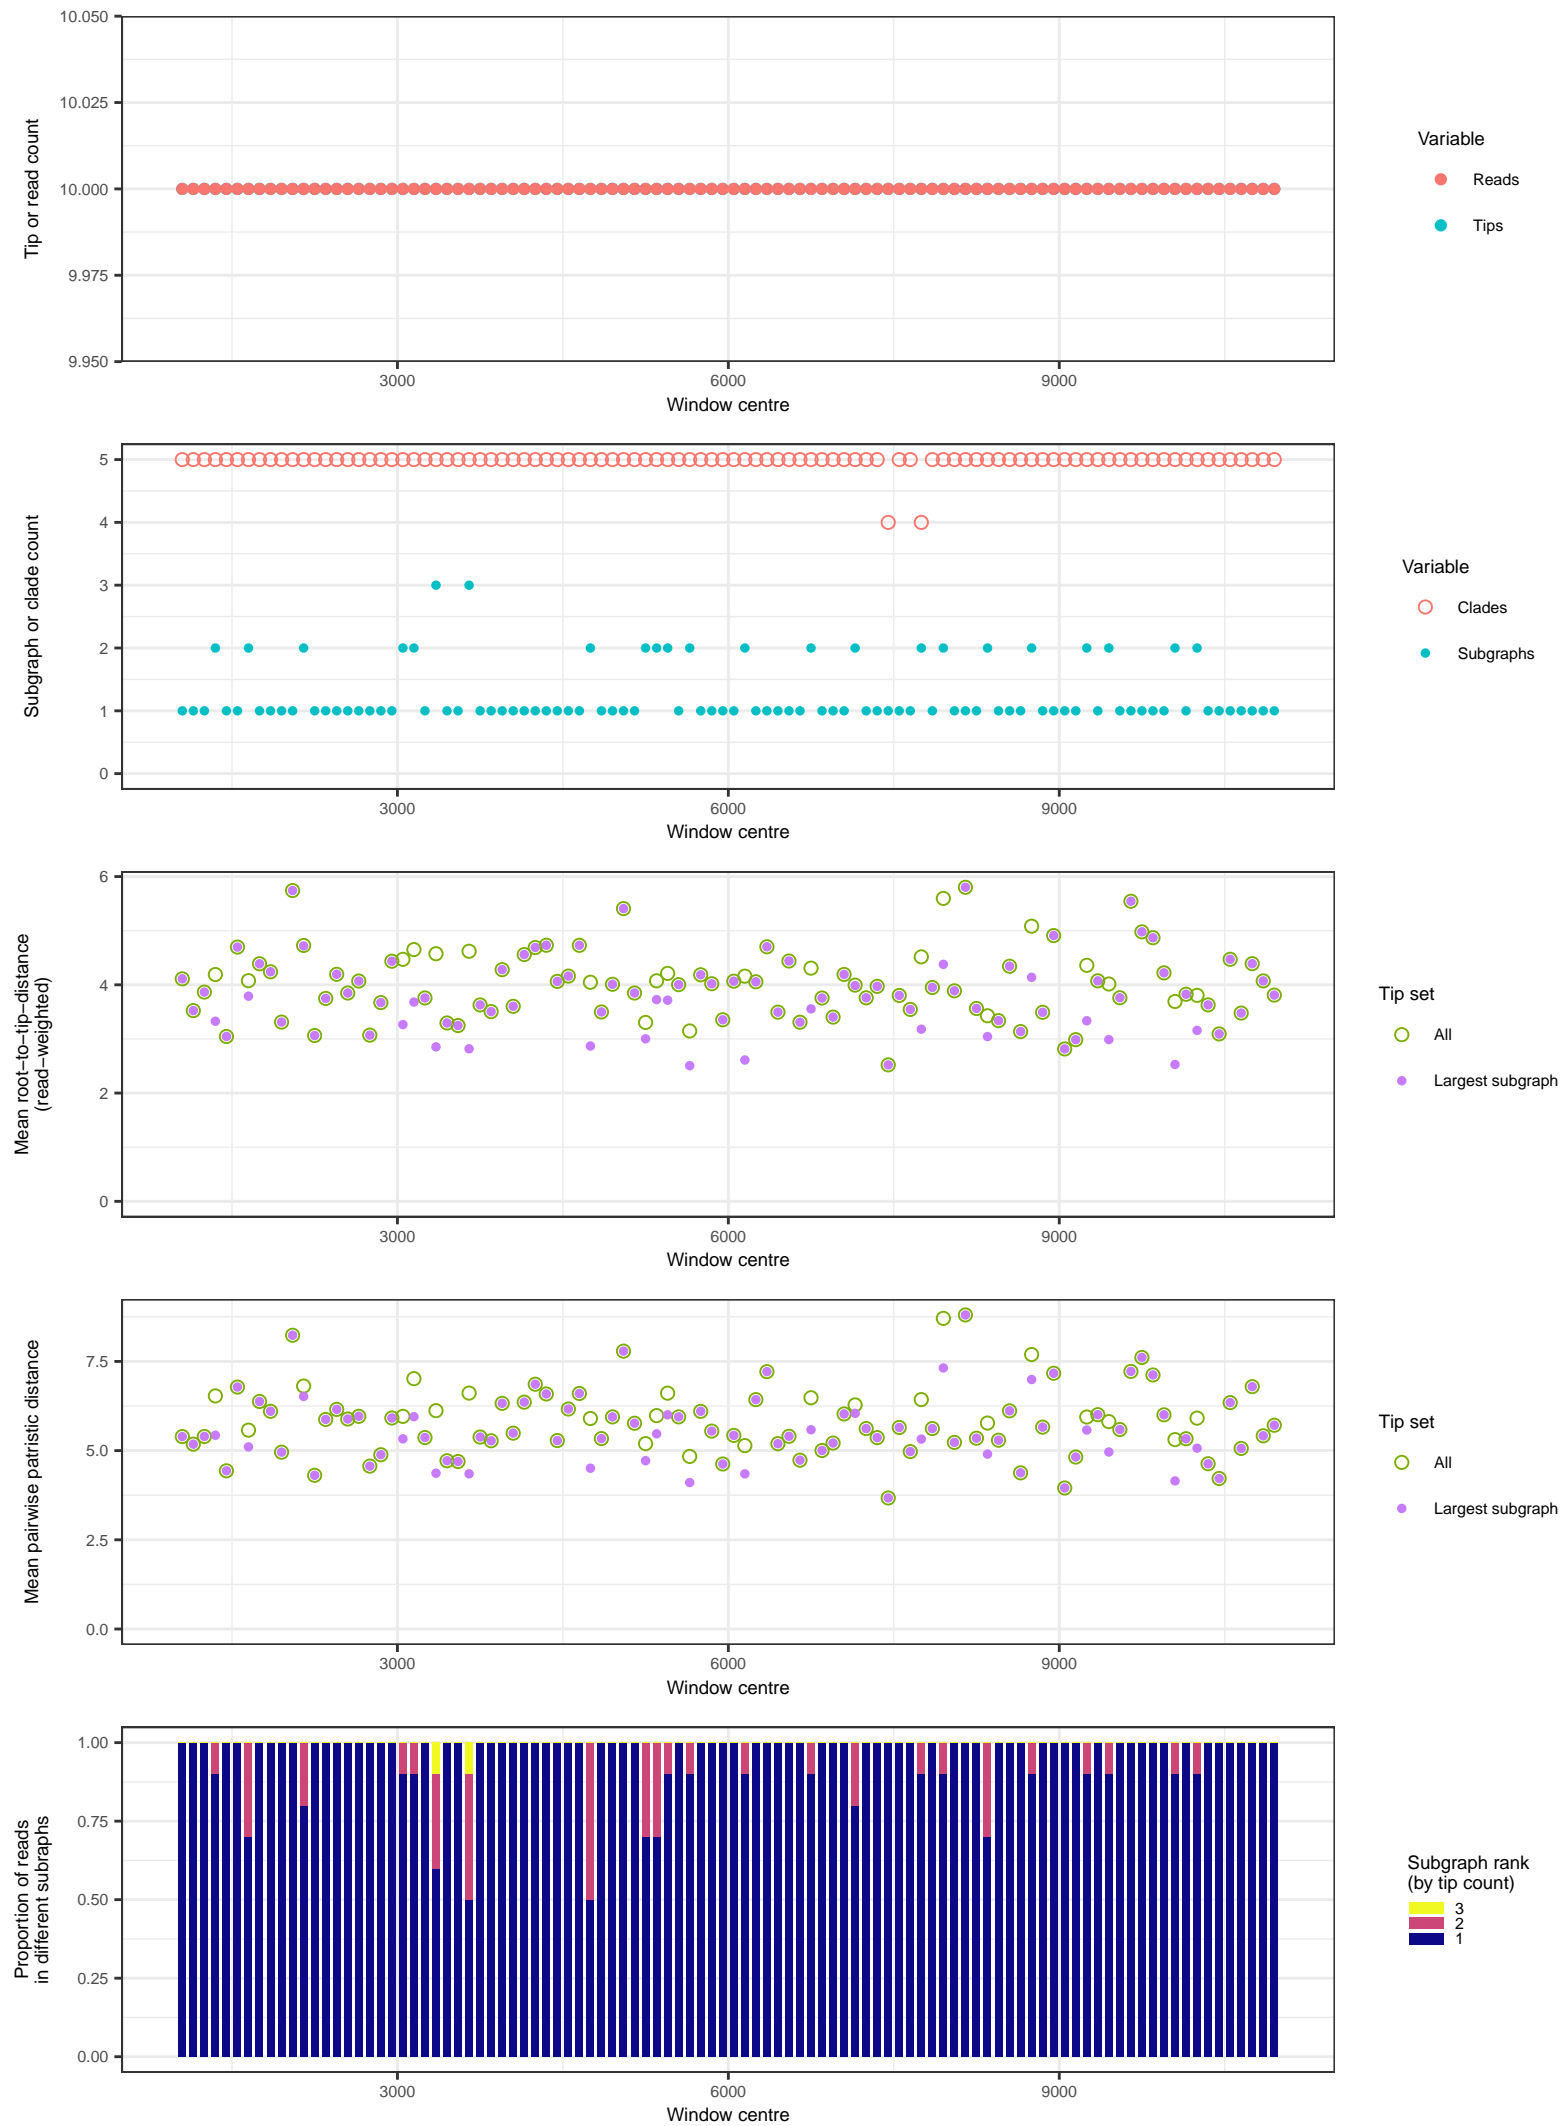 10.050
10.025
10.000
9.975
9.950
Tip or read count
3000
6000
9000
Window centre
Variable
Reads
Tips
5
4
3
2
1
0
Subgraph or clade count
3000
6000
9000
Window centre
Variable
Clades
Subgraphs
6
4
2
0
Mean root−to−tip−distance
(read−weighted)
3000
6000
9000
Window centre
Tip set
All
Largest subgraph
7.5
5.0
2.5
0.0
Mean pairwise patristic distance
3000
6000
9000
Window centre
Tip set
All
Largest subgraph
1.00
0.75
0.50
0.25
0.00
Proportion of reads
in different subraphs
3000
6000
9000
Window centre
Subgraph rank
(by tip count)
3
2
1